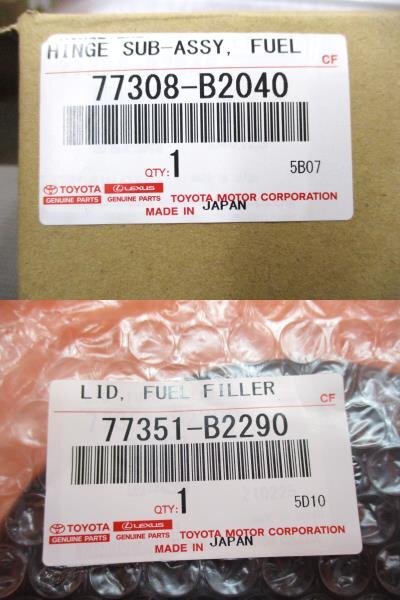 HINGE SUB-ASSY, FUEL
CF
77308-B2040
QTY: 1 5B07
TOYOTA LEXUS
GENUINE PARTS GENUINE PARTS TOYOTA MOTOR CORPORATION
MADE IN JAPAN
LID, FUEL FILLER
CF
77351-B2290
QTY: 1 5D10
TOYOTA LEXUS
GENUINE PARTS GENUINE PARTS TOYOTA MOTOR CORPORATION
MADE IN JAPAN